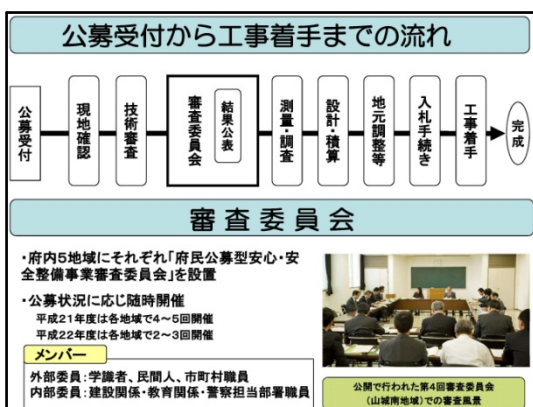 公募受付から工事着手までの流れ
公募受付
現地確認
技術審査
審査委員会
結果公表
測量・調査
設計・積算
地元調整等
入札手続き
工事着手
完成
審査委員会
・府内5地域にそれぞれ「府民公募型安心・安
全整備事業審査委員会」を設置
・公募状況に応じ随時開催
平成21年度は各地域で4～5回開催
平成22年度は各地域で2～3回開催
メンバー
外部委員:学識者、民間人、市町村職員
内部委員:建設関係・教育関係・警察担当部署職員
公開で行われた第4回審査委員会
(山城南地域)での審査風景